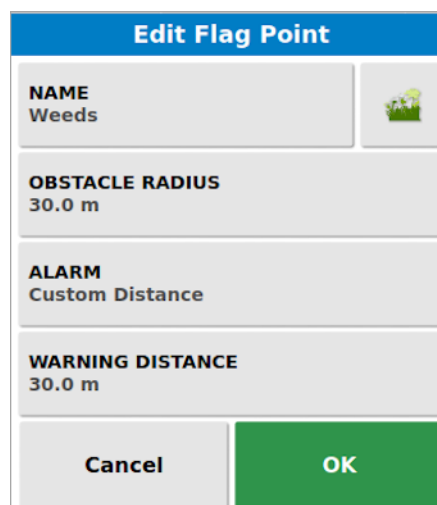 Edit Flag Point
NAME
Weeds
OBSTACLE RADIUS
30.0 m
ALARM
Custom Distance
WARNING DISTANCE
30.0 m
Cancel
OK